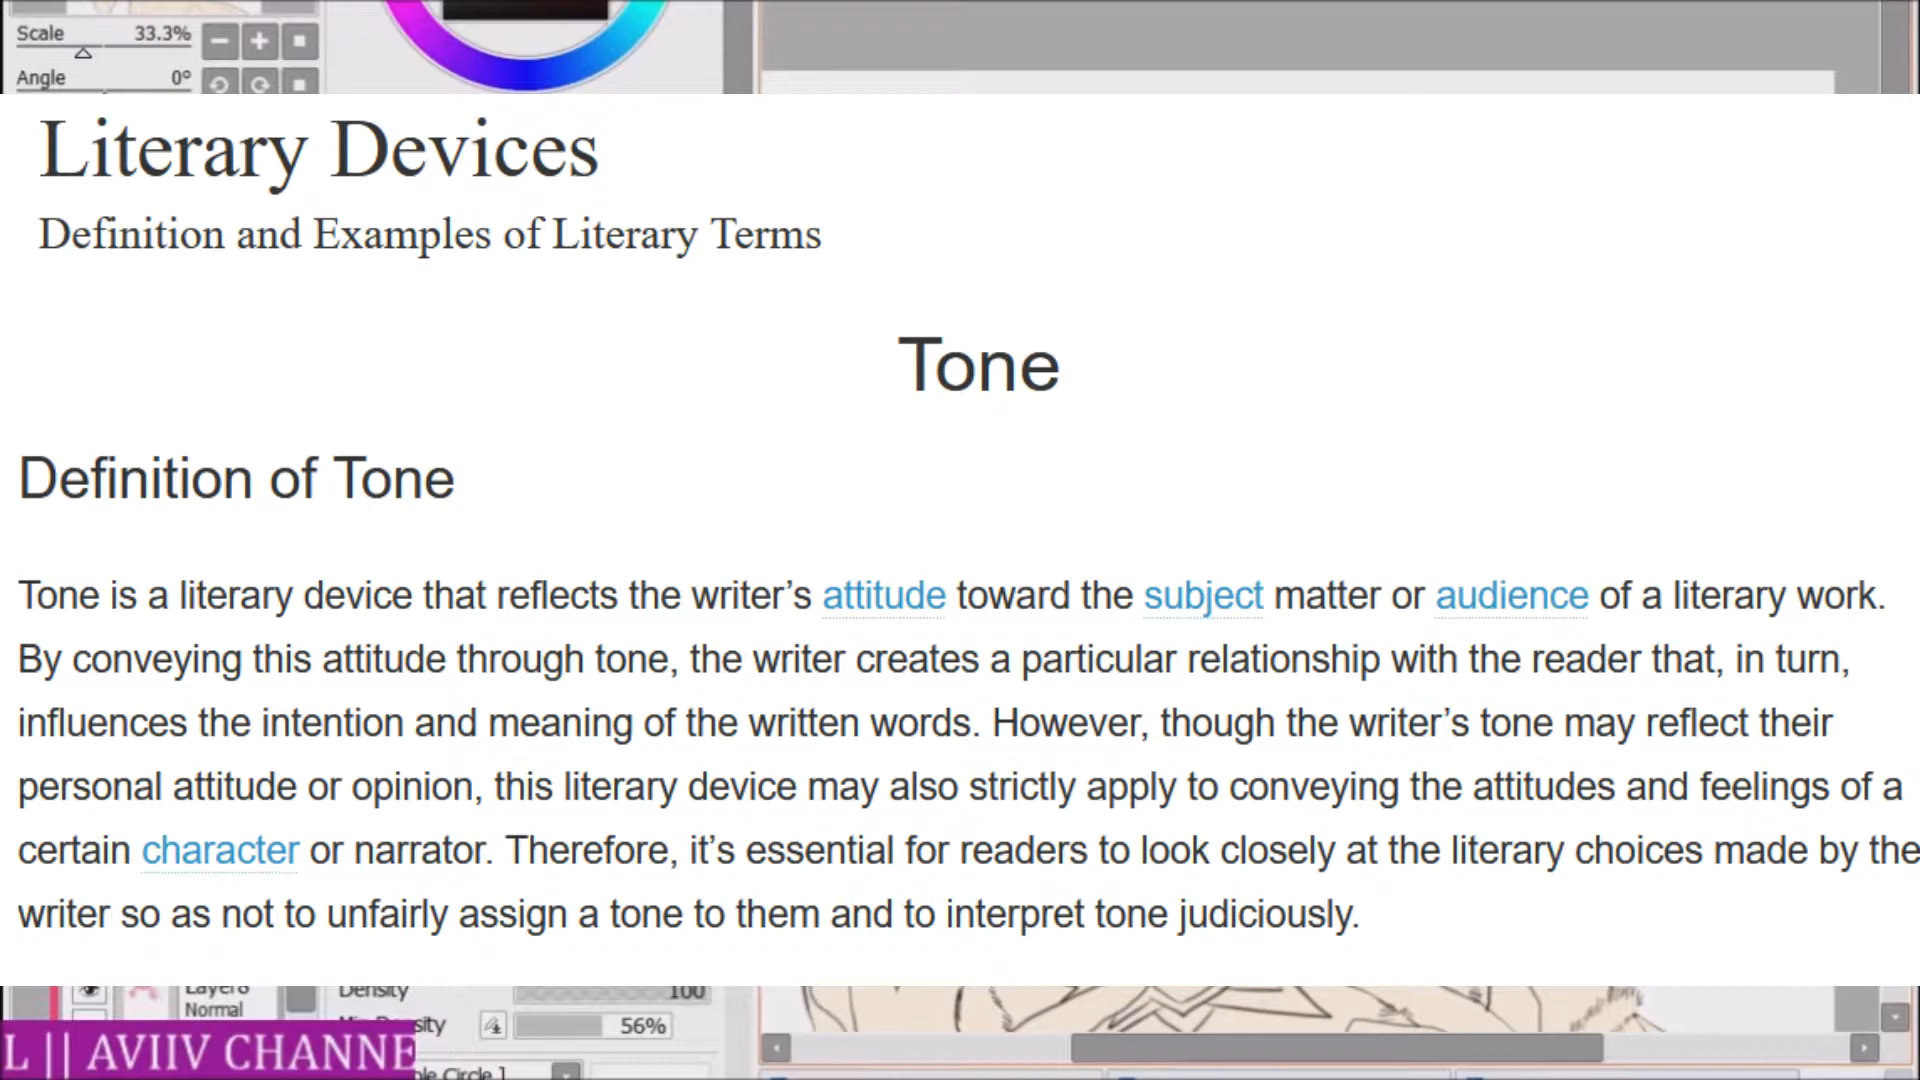 Scale 33.3%
Angle 0°
Literary Devices
Definition and Examples of Literary Terms
Tone
Definition of Tone
Tone is a literary device that reflects the writer’s attitude toward the subject matter or audience of a literary work.
By conveying this attitude through tone, the writer creates a particular relationship with the reader that, in turn,
influences the intention and meaning of the written words. However, though the writer’s tone may reflect their
personal attitude or opinion, this literary device may also strictly apply to conveying the attitudes and feelings of a
certain character or narrator. Therefore, it’s essential for readers to look closely at the literary choices made by the
writer so as not to unfairly assign a tone to them and to interpret tone judiciously.
Normal
Density 100
56%
L || AVIIV CHANNE
Circle 1